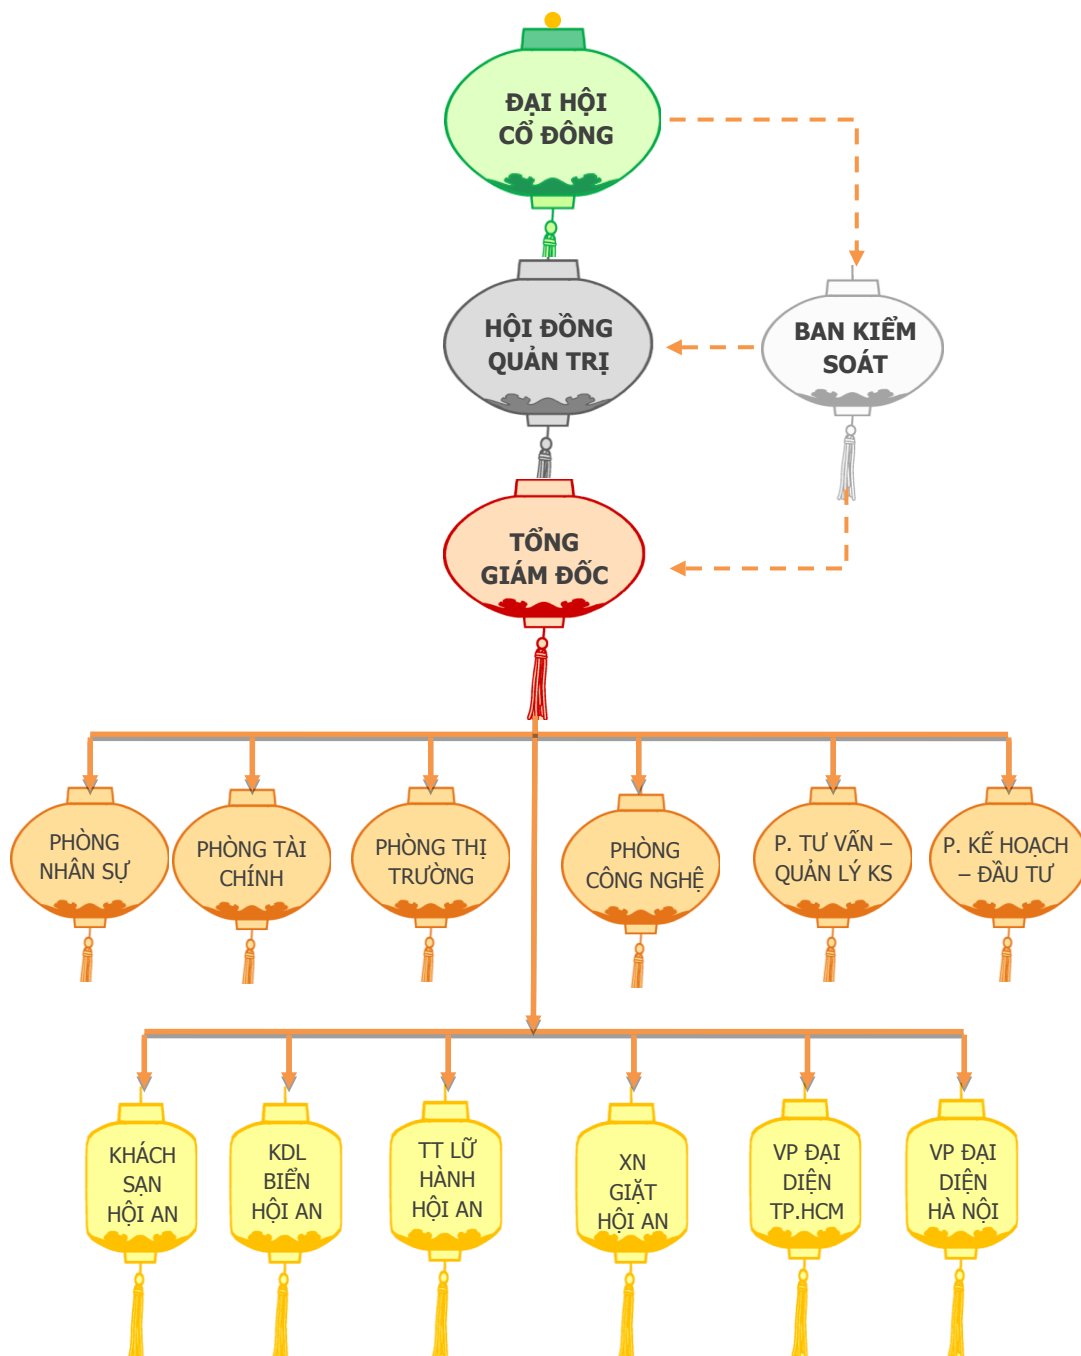 ĐẠI HỘI
CỔ ĐÔNG
HỘI ĐỒNG
QUẢN TRỊ
BAN KIỂM
SOÁT
TỔNG
GIÁM ĐỐC
PHÒNG
NHÂN SỰ
PHÒNG TÀI
CHÍNH
PHÒNG THỊ
TRƯỜNG
PHÒNG
CÔNG NGHỆ
P. TƯ VẤN –
QUẢN LÝ KS
P. KẾ HOẠCH
– ĐẦU TƯ
KHÁCH
SẠN
HỘI AN
KDL
BIỂN
HỘI AN
TT LỮ
HÀNH
HỘI AN
XN
GIẶT
HỘI AN
VP ĐẠI
DIỆN
TP.HCM
VP ĐẠI
DIỆN
HÀ NỘI